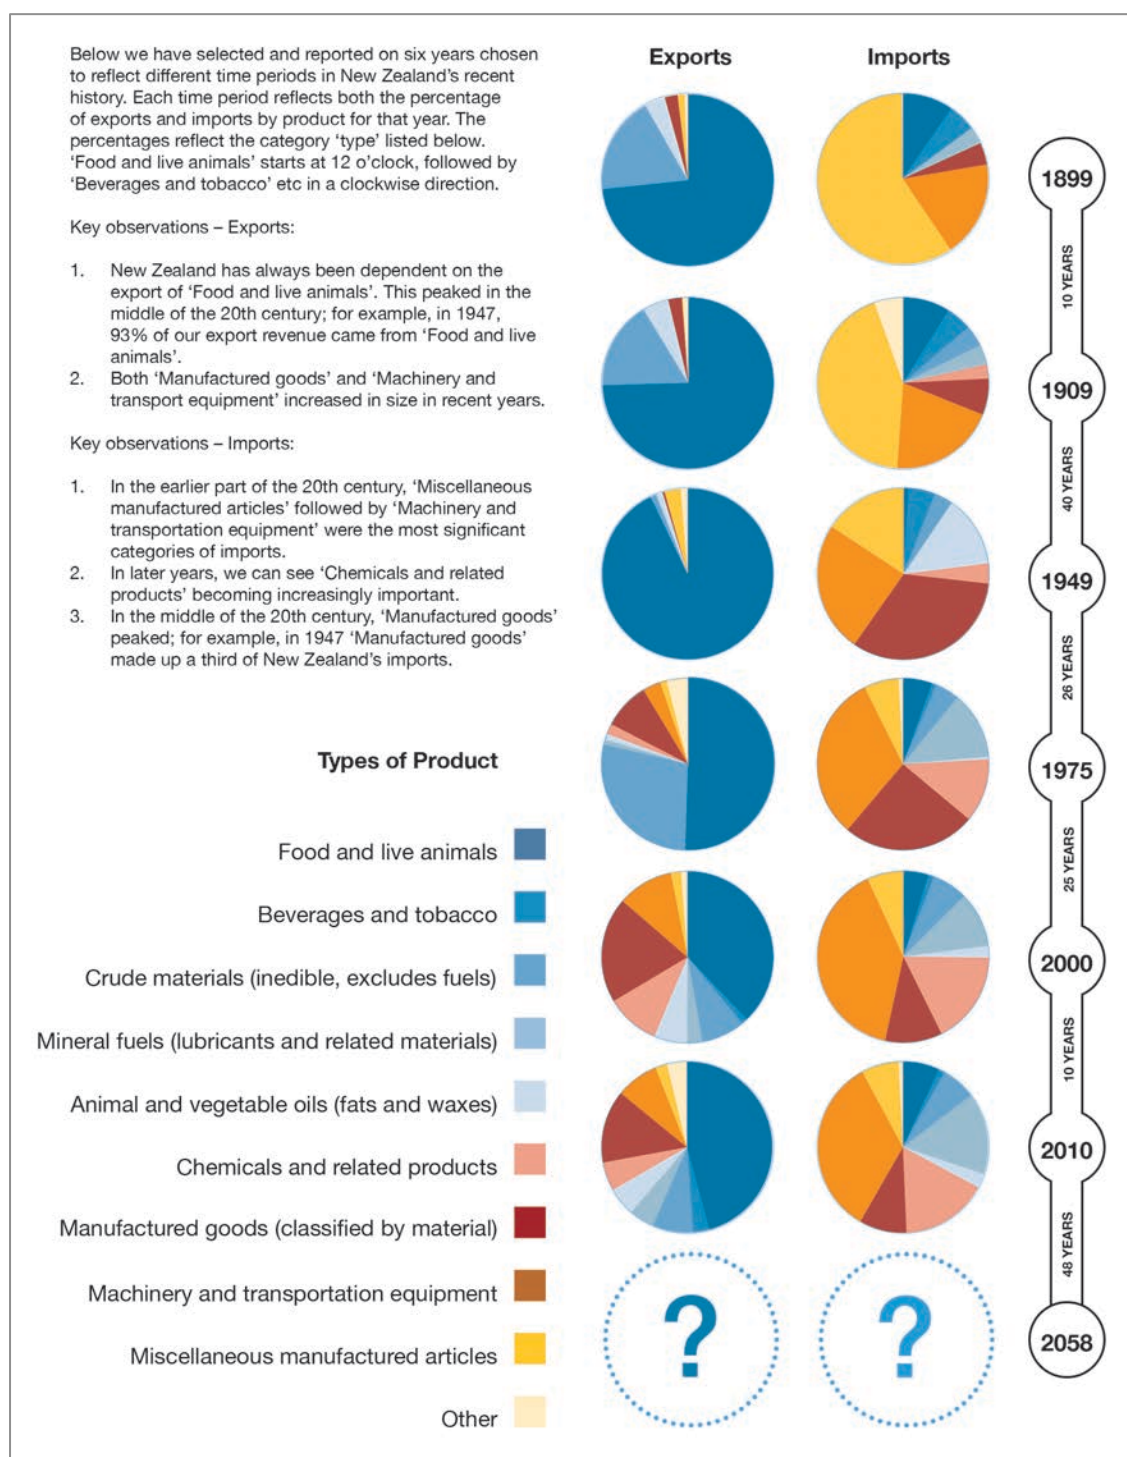 Below we have selected and reported on six years chosen
to reflect different time periods in New Zealand's recent
history. Each time period reflects both the percentage
of exports and imports by product for that year. The
percentages reflect the category 'type' listed below.
'Food and live animals' starts at 12 o'clock, followed by
'Beverages and tobacco' etc in a clockwise direction.
Key observations – Exports:
1. New Zealand has always been dependent on the
export of 'Food and live animals'. This peaked in the
middle of the 20th century; for example, in 1947,
93% of our export revenue came from 'Food and live
animals'.
2. Both 'Manufactured goods' and 'Machinery and
transport equipment' increased in size in recent years.
Key observations – Imports:
1. In the earlier part of the 20th century, 'Miscellaneous
manufactured articles' followed by 'Machinery and
transportation equipment' were the most significant
categories of imports.
2. In later years, we can see 'Chemicals and related
products' becoming increasingly important.
3. In the middle of the 20th century, 'Manufactured goods'
peaked; for example, in 1947 'Manufactured goods'
made up a third of New Zealand's imports.
Types of Product
Food and live animals
Beverages and tobacco
Crude materials (inedible, excludes fuels)
Mineral fuels (lubricants and related materials)
Animal and vegetable oils (fats and waxes)
Chemicals and related products
Manufactured goods (classified by material)
Machinery and transportation equipment
Miscellaneous manufactured articles
Other
Exports
Imports
1899
10 YEARS
1909
40 YEARS
1949
26 YEARS
1975
25 YEARS
2000
10 YEARS
2010
48 YEARS
? ?
2058